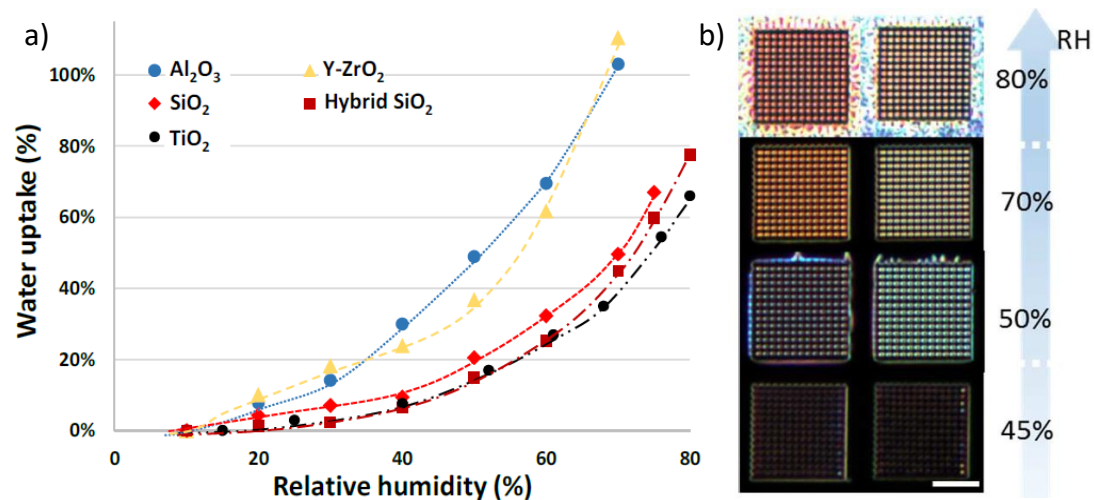 a)
Water uptake (%)
100%
80%
60%
40%
20%
0%
Al₂O₃
Y-ZrO₂
SiO₂
Hybrid SiO₂
TiO₂
0
20
40
60
80
Relative humidity (%)
b)
RH
80%
70%
50%
45%